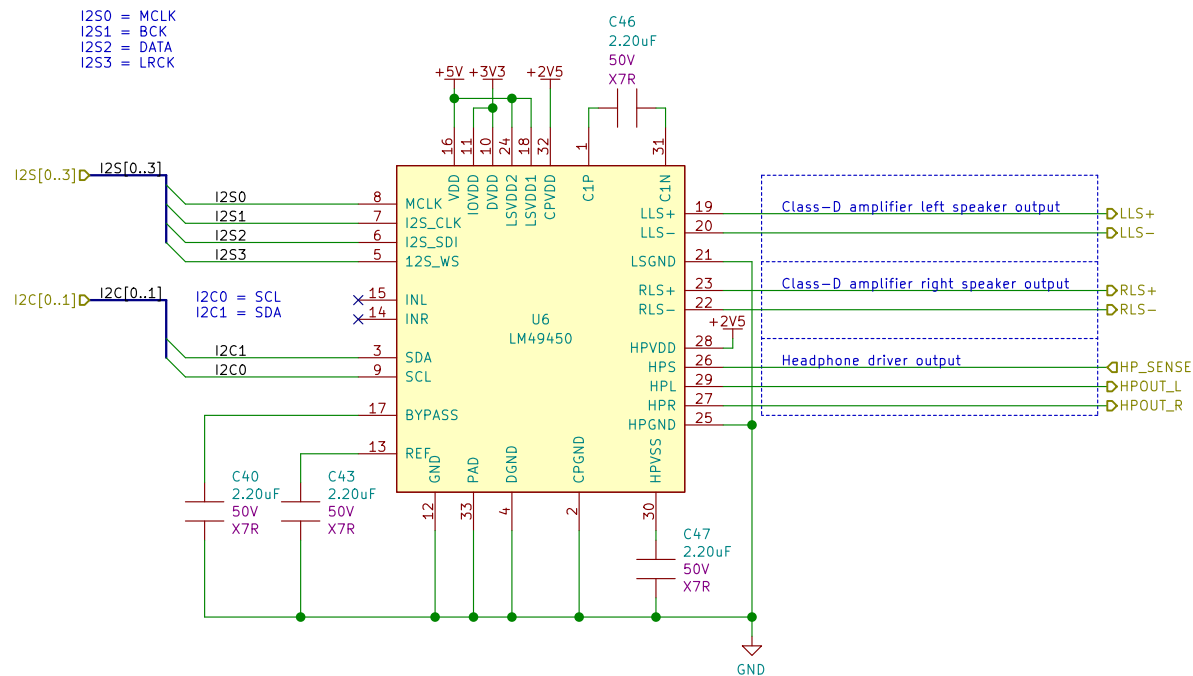 I2S0 = MCLK
I2S1 = BCK
I2S2 = DATA
I2S3 = LRCK
C46
2.20uF
50V
X7R
+5V
+3V3
+2V5
16
11
10
24
18
32
1
31
VDD
IOVDD
DVDD
LSVDD2
LSVDD1
CPVDD
C1P
C1N
I2S[0..3]
I2S[0..3]
I2S0
8
MCLK
I2S1
7
I2S_CLK
I2S2
6
I2S_SDI
I2S3
5
12S_WS
I2C[0..1]
I2C[0..1]
I2C0 = SCL
I2C1 = SDA
15
INL
14
INR
I2C1
3
SDA
I2C0
9
SCL
17
BYPASS
13
REF
U6
LM49450
LLS+
19
Class-D amplifier left speaker output
LLS+
LLS-
20
LLS-
LSGND
21
RLS+
23
Class-D amplifier right speaker output
RLS+
RLS-
22
RLS-
+2V5
HPVDD
28
HPS
26
Headphone driver output
HP_SENSE
HPL
29
HPOUT_L
HPR
27
HPOUT_R
HPGND
25
GND
PAD
DGND
CPGND
HPVSS
12
33
4
2
30
C40
2.20uF
50V
X7R
C43
2.20uF
50V
X7R
C47
2.20uF
50V
X7R
GND